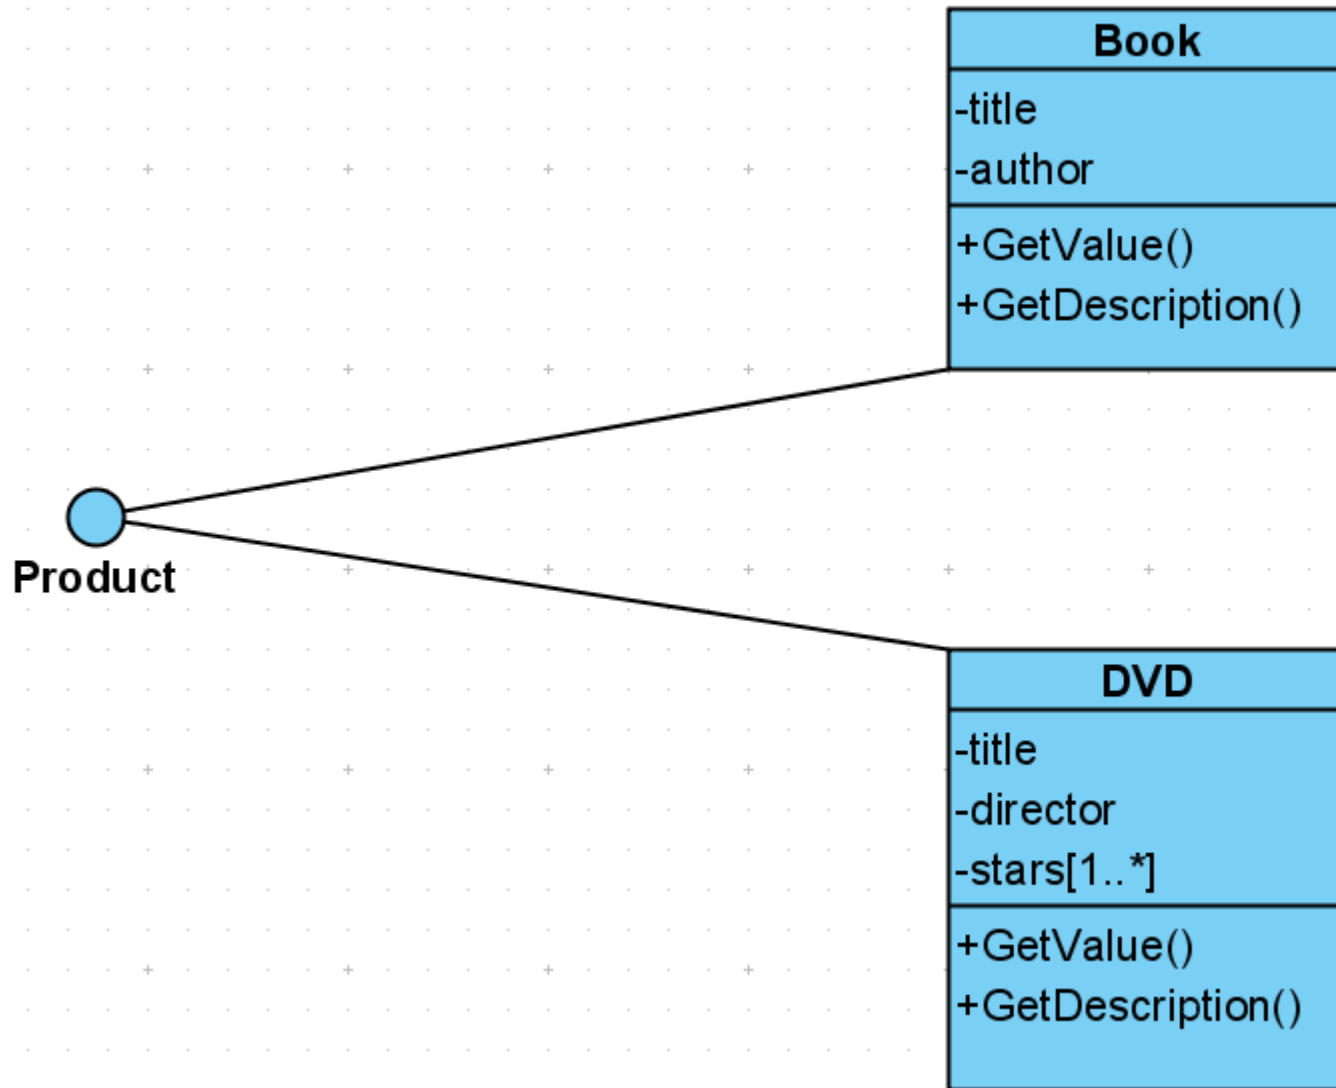 Book
-title
-author
+GetValue()
+GetDescription()
Product
DVD
-title
-director
-stars[1..*]
+GetValue()
+GetDescription()